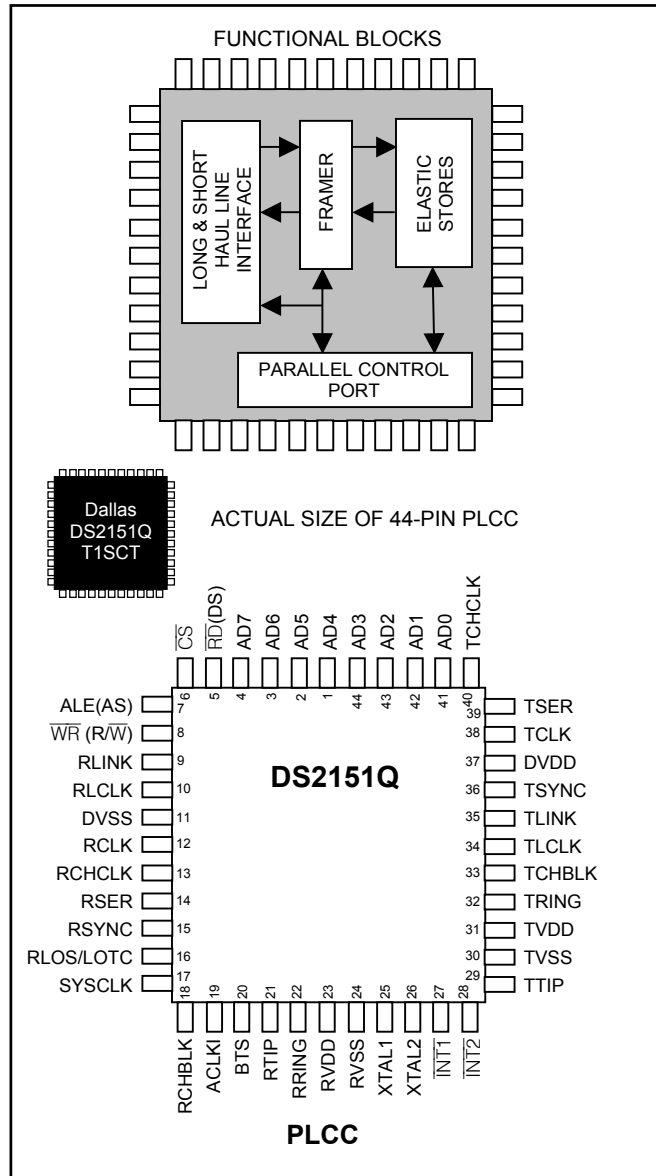 FUNCTIONAL BLOCKS
LONG & SHORT
HAUL LINE
INTERFACE
FRAMER
ELASTIC
STORES
PARALLEL CONTROL
PORT
Dallas
DS2151Q
T1SCT
ACTUAL SIZE OF 44-PIN PLCC
CS
RD(DS)
AD7
AD6
AD5
AD4
AD3
AD2
AD1
AD0
TCHCLK
6
5
4
3
2
1
44
43
42
41
40
ALE(AS) 7
WR (R/W) 8
RLINK 9
RLCLK 10
DVSS 11
RCLK 12
RCHCLK 13
RSER 14
RSYNC 15
RLOS/LOTC 16
SYSCLK 17
DS2151Q
39 TSER
38 TCLK
37 DVDD
36 TSYNC
35 TLINK
34 TLCLK
33 TCHBLK
32 TRING
31 TVDD
30 TVSS
29 TTIP
18
19
20
21
22
23
24
25
26
27
28
RCHBLK
ACLKI
BTS
RTIP
RRING
RVDD
RVSS
XTAL1
XTAL2
INT1
INT2
PLCC